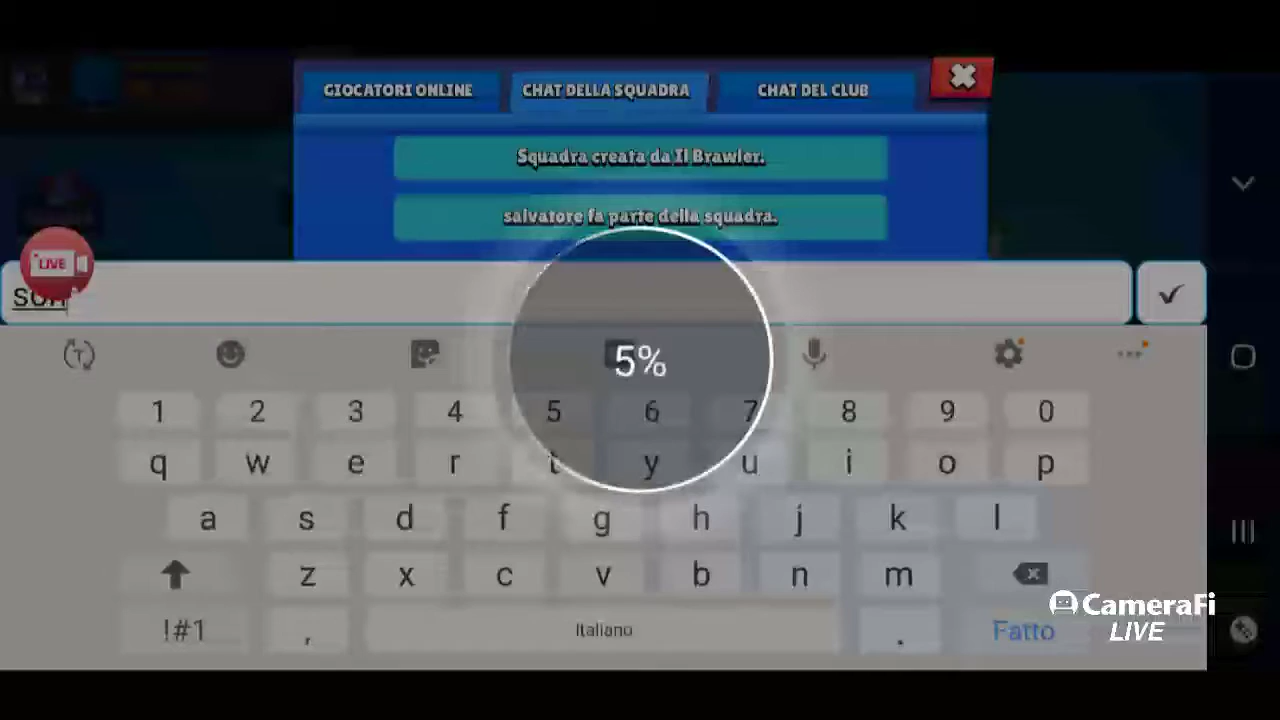 GIOCATORI ONLINE
CHAT DELLA SQUADRA
CHAT DEL CLUB
Squadra creata da Il Brawler.
salvatore fa parte della squadra.
LIVE
5%
1 2 3 4 5 6 7 8 9 0
q w e r t y u i o p
a s d f g h j k l
z x c v b n m
!#1 , Italiano . Fatto
CameraFi
LIVE